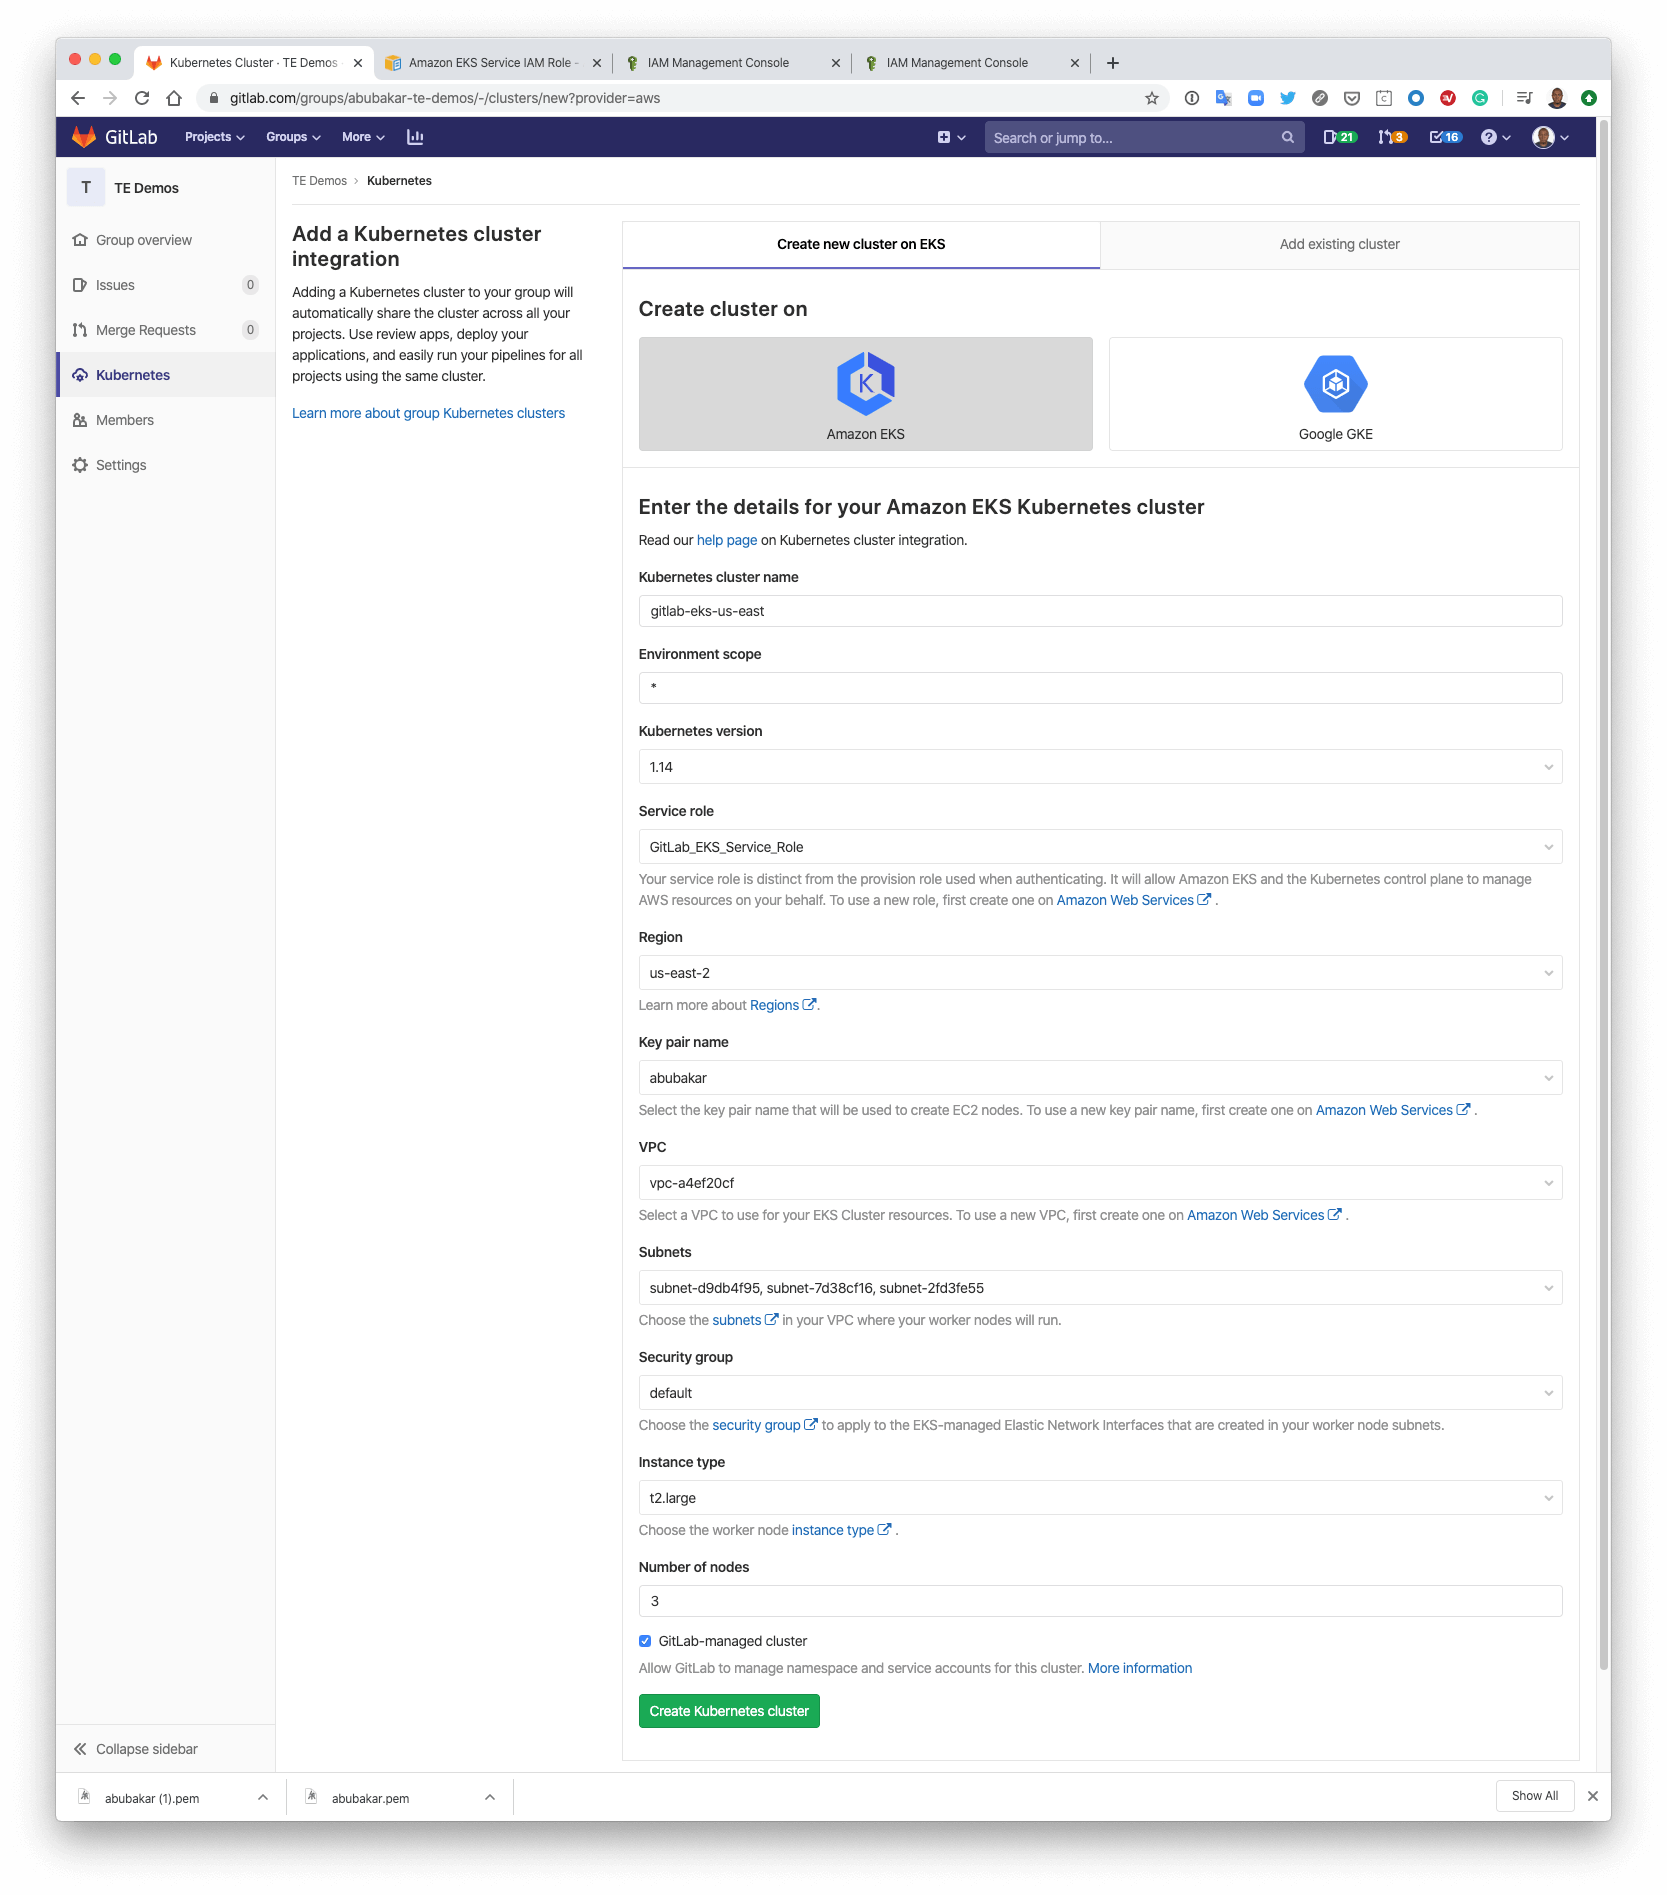 Kubernetes Cluster · TE Demos
Amazon EKS Service IAM Role -
IAM Management Console
IAM Management Console
gitlab.com/groups/abubakar-te-demos/-/clusters/new?provider=aws
GitLab
Projects
Groups
More
Search or jump to...
21
3
16
T
TE Demos
Group overview
Issues 0
Merge Requests 0
Kubernetes
Members
Settings
Collapse sidebar
TE Demos › Kubernetes
Add a Kubernetes cluster
integration
Adding a Kubernetes cluster to your group will
automatically share the cluster across all your
projects. Use review apps, deploy your
applications, and easily run your pipelines for all
projects using the same cluster.
Learn more about group Kubernetes clusters
Create new cluster on EKS
Add existing cluster
Create cluster on
K
Amazon EKS
Google GKE
Enter the details for your Amazon EKS Kubernetes cluster
Read our help page on Kubernetes cluster integration.
Kubernetes cluster name
gitlab-eks-us-east
Environment scope
*
Kubernetes version
1.14
Service role
GitLab_EKS_Service_Role
Your service role is distinct from the provision role used when authenticating. It will allow Amazon EKS and the Kubernetes control plane to manage
AWS resources on your behalf. To use a new role, first create one on Amazon Web Services .
Region
us-east-2
Learn more about Regions .
Key pair name
abubakar
Select the key pair name that will be used to create EC2 nodes. To use a new key pair name, first create one on Amazon Web Services .
VPC
vpc-a4ef20cf
Select a VPC to use for your EKS Cluster resources. To use a new VPC, first create one on Amazon Web Services .
Subnets
subnet-d9db4f95, subnet-7d38cf16, subnet-2fd3fe55
Choose the subnets in your VPC where your worker nodes will run.
Security group
default
Choose the security group to apply to the EKS-managed Elastic Network Interfaces that are created in your worker node subnets.
Instance type
t2.large
Choose the worker node instance type .
Number of nodes
3
GitLab-managed cluster
Allow GitLab to manage namespace and service accounts for this cluster. More information
Create Kubernetes cluster
abubakar (1).pem
abubakar.pem
Show All